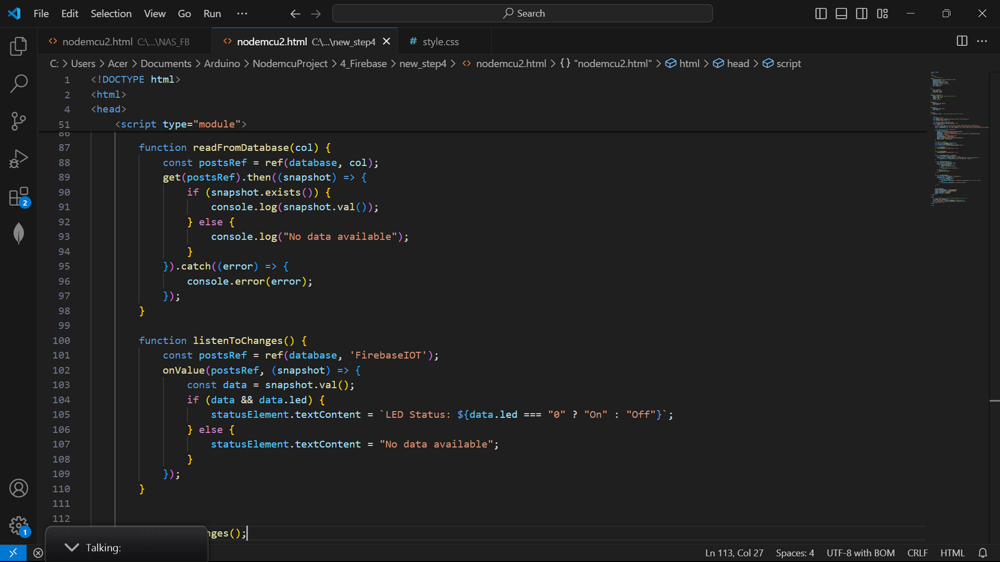 File Edit Selection View Go Run ··· Search
nodemcu2.html C:\...\NAS_FB nodemcu2.html C:\...\new_step4 # style.css
C: > Users > Acer > Documents > Arduino > NodemcuProject > 4_Firebase > new_step4 > nodemcu2.html > {} "nodemcu2.html" > html > head > script
1 <!DOCTYPE html>
2 <html>
4 <head>
51 <script type="module">
86
87 function readFromDatabase(col) {
88 const postsRef = ref(database, col);
89 get(postsRef).then((snapshot) => {
90 if (snapshot.exists()) {
91 console.log(snapshot.val());
92 } else {
93 console.log("No data available");
94 }
95 }).catch((error) => {
96 console.error(error);
97 });
98 }
99
100 function listenToChanges() {
101 const postsRef = ref(database, 'FirebaseIOT');
102 onValue(postsRef, (snapshot) => {
103 const data = snapshot.val();
104 if (data && data.led) {
105 statusElement.textContent = `LED Status: ${data.led === "0" ? "On" : "Off"}`;
106 } else {
107 statusElement.textContent = "No data available";
108 }
109 });
110 }
111
112
listenToChanges();
2
1
Talking:
Ln 113, Col 27 Spaces: 4 UTF-8 with BOM CRLF HTML